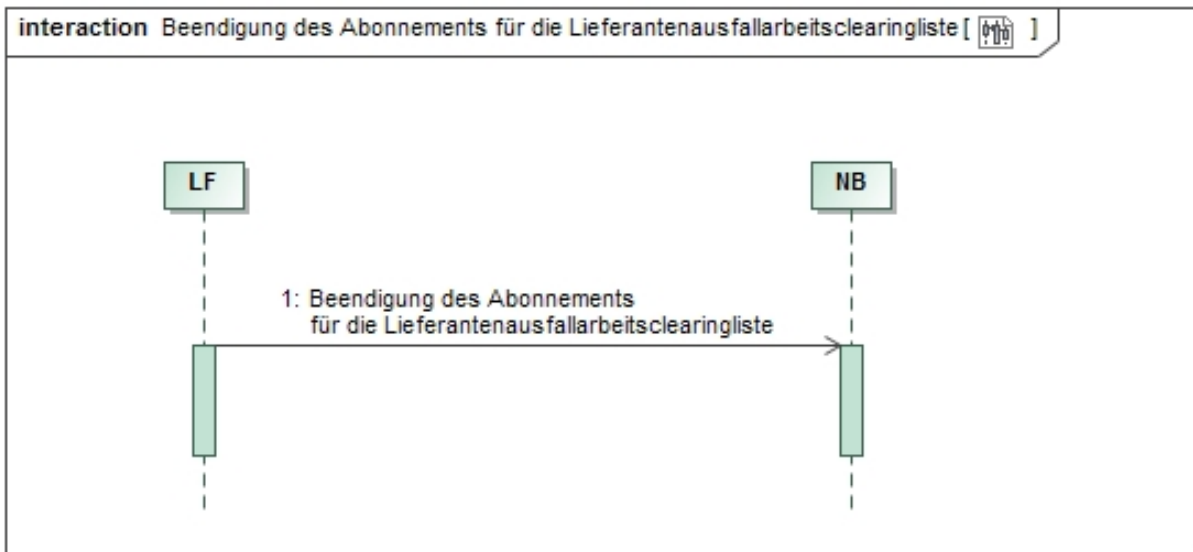 interaction Beendigung des Abonnements für die Lieferantenausfallarbeitsclearingliste [ ]
LF
NB
1: Beendigung des Abonnements
für die Lieferantenausfallarbeitsclearingliste